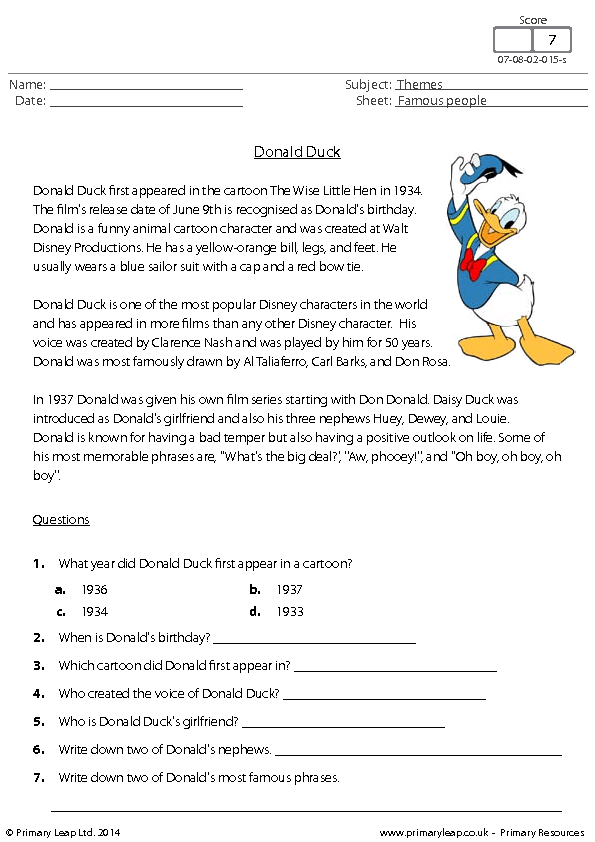 Score
7
07-08-02-015-s
Name: Subject: Themes
Date: Sheet: Famous people
Donald Duck
Donald Duck first appeared in the cartoon The Wise Little Hen in 1934.
The film's release date of June 9th is recognised as Donald's birthday.
Donald is a funny animal cartoon character and was created at Walt
Disney Productions. He has a yellow-orange bill, legs, and feet. He
usually wears a blue sailor suit with a cap and a red bow tie.
Donald Duck is one of the most popular Disney characters in the world
and has appeared in more films than any other Disney character. His
voice was created by Clarence Nash and was played by him for 50 years.
Donald was most famously drawn by Al Taliaferro, Carl Barks, and Don Rosa.
In 1937 Donald was given his own film series starting with Don Donald. Daisy Duck was
introduced as Donald's girlfriend and also his three nephews Huey, Dewey, and Louie.
Donald is known for having a bad temper but also having a positive outlook on life. Some of
his most memorable phrases are, "What's the big deal?', "Aw, phooey!", and "Oh boy, oh boy, oh
boy".
Questions
1. What year did Donald Duck first appear in a cartoon?
a. 1936 b. 1937
c. 1934 d. 1933
2. When is Donald's birthday?
3. Which cartoon did Donald first appear in?
4. Who created the voice of Donald Duck?
5. Who is Donald Duck's girlfriend?
6. Write down two of Donald's nephews.
7. Write down two of Donald's most famous phrases.
© Primary Leap Ltd. 2014 www.primaryleap.co.uk - Primary Resources